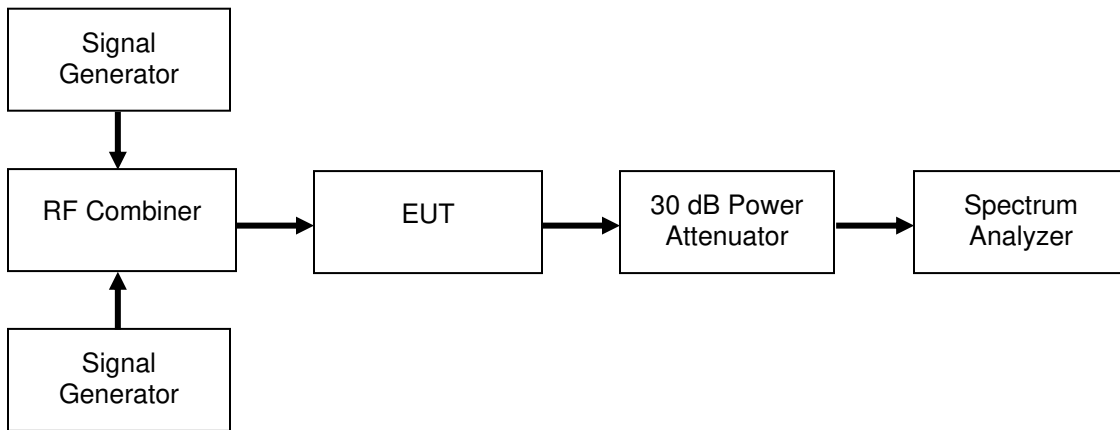 Signal
Generator
RF Combiner
EUT
30 dB Power
Attenuator
Spectrum
Analyzer
Signal
Generator